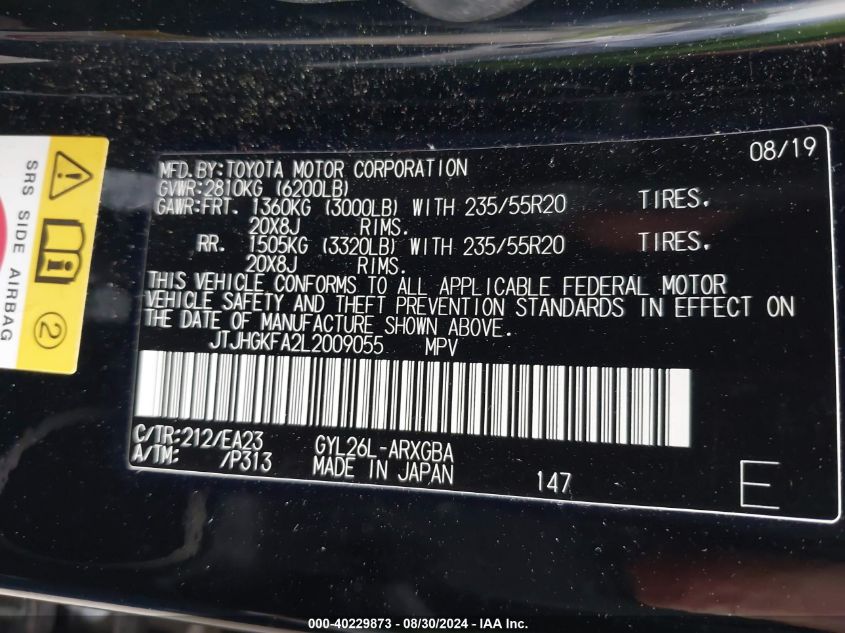 SRS SIDE AIRBAG
2
08/19
MFD.BY:TOYOTA MOTOR CORPORATION
GVWR:2810KG (6200LB)
GAWR:FRT. 1360KG (3000LB) WITH 235/55R20 TIRES,
20X8J RIMS.
RR. 1505KG (3320LB) WITH 235/55R20 TIRES,
20X8J RIMS.
THIS VEHICLE CONFORMS TO ALL APPLICABLE FEDERAL MOTOR
VEHICLE SAFETY AND THEFT PREVENTION STANDARDS IN EFFECT ON
THE DATE OF MANUFACTURE SHOWN ABOVE.
JTJHGKFA2L2009055 MPV
C/TR:212/EA23 GYL26L-ARXGBA
A/TM: /P313 MADE IN JAPAN 147 E
000-40229873 - 08/30/2024 - IAA Inc.